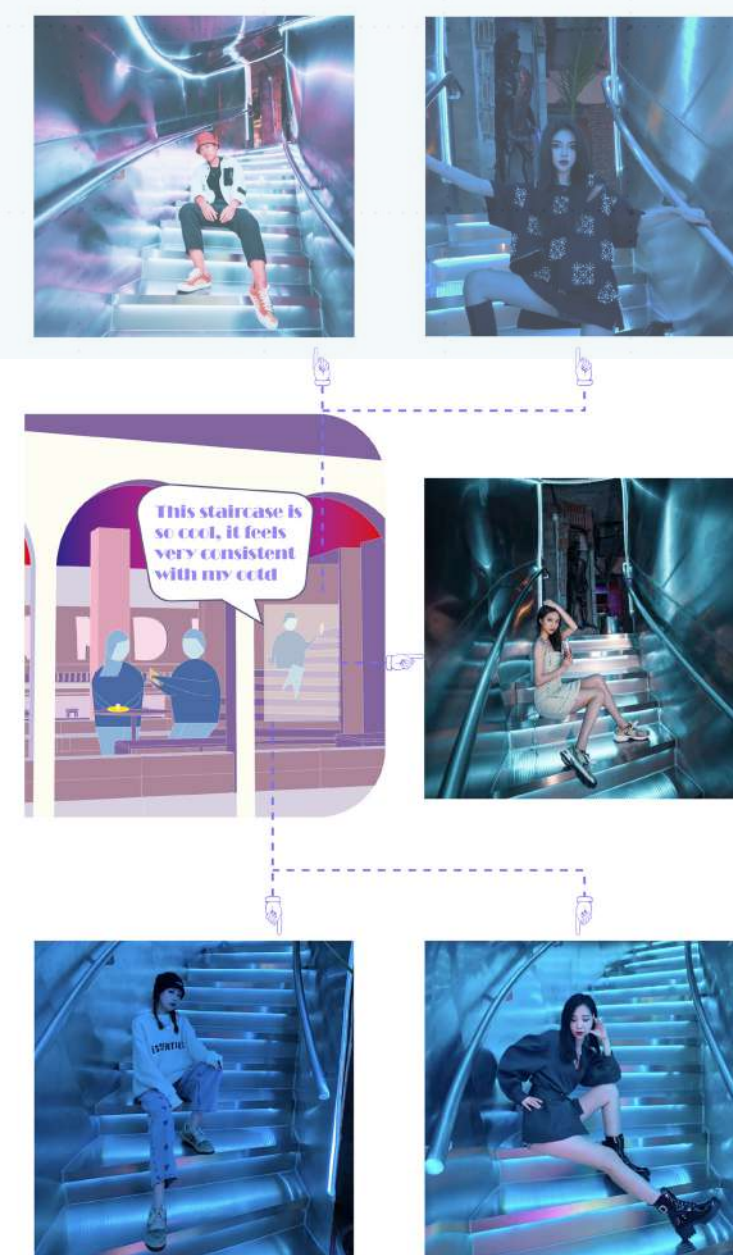 This staircase is
so cool, it feels
very consistent
with my ootd